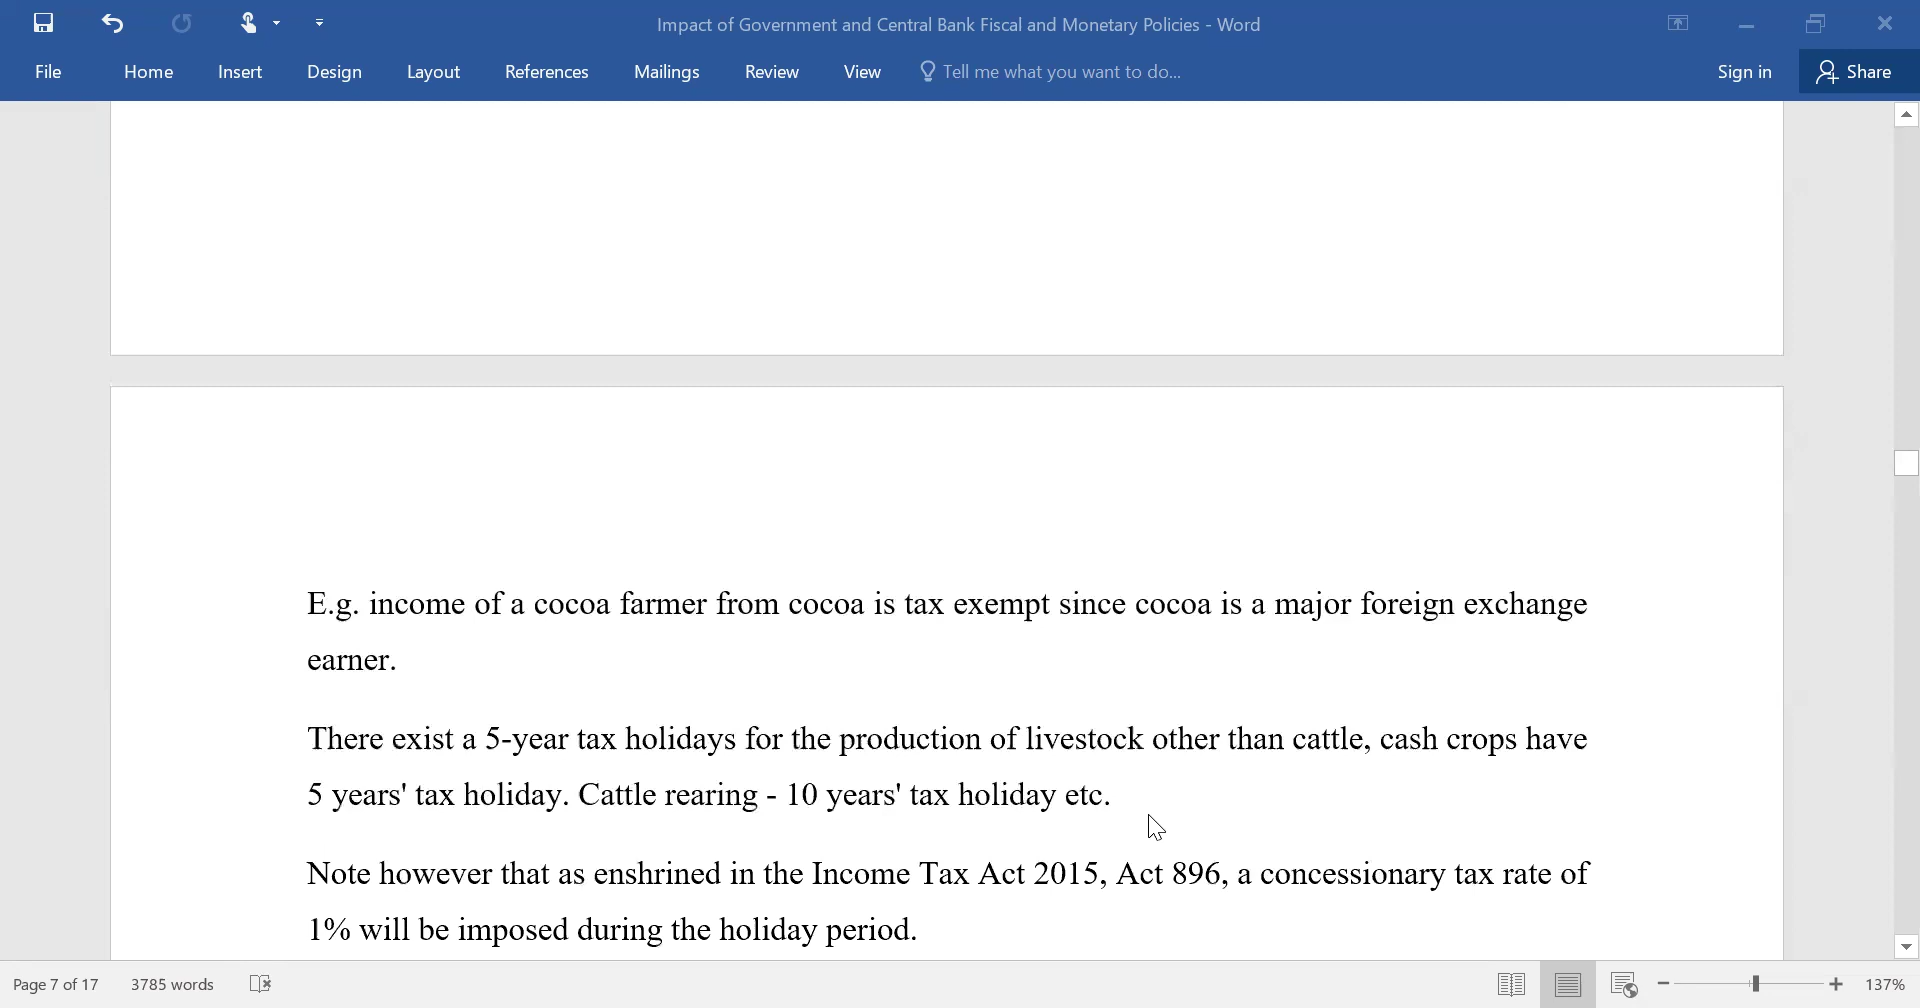 Impact of Government and Central Bank Fiscal and Monetary Policies - Word
File Home Insert Design Layout References Mailings Review View Tell me what you want to do... Sign in Share
E.g. income of a cocoa farmer from cocoa is tax exempt since cocoa is a major foreign exchange
earner.
There exist a 5-year tax holidays for the production of livestock other than cattle, cash crops have
5 years' tax holiday. Cattle rearing - 10 years' tax holiday etc.
Note however that as enshrined in the Income Tax Act 2015, Act 896, a concessionary tax rate of
1% will be imposed during the holiday period.
Page 7 of 17 3785 words 137%